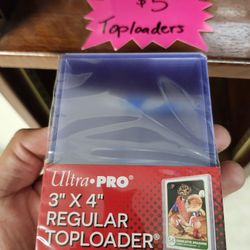 $5
Toploaders
Ultra·PRO®
3" X 4"
REGULAR
TOPLOADER®